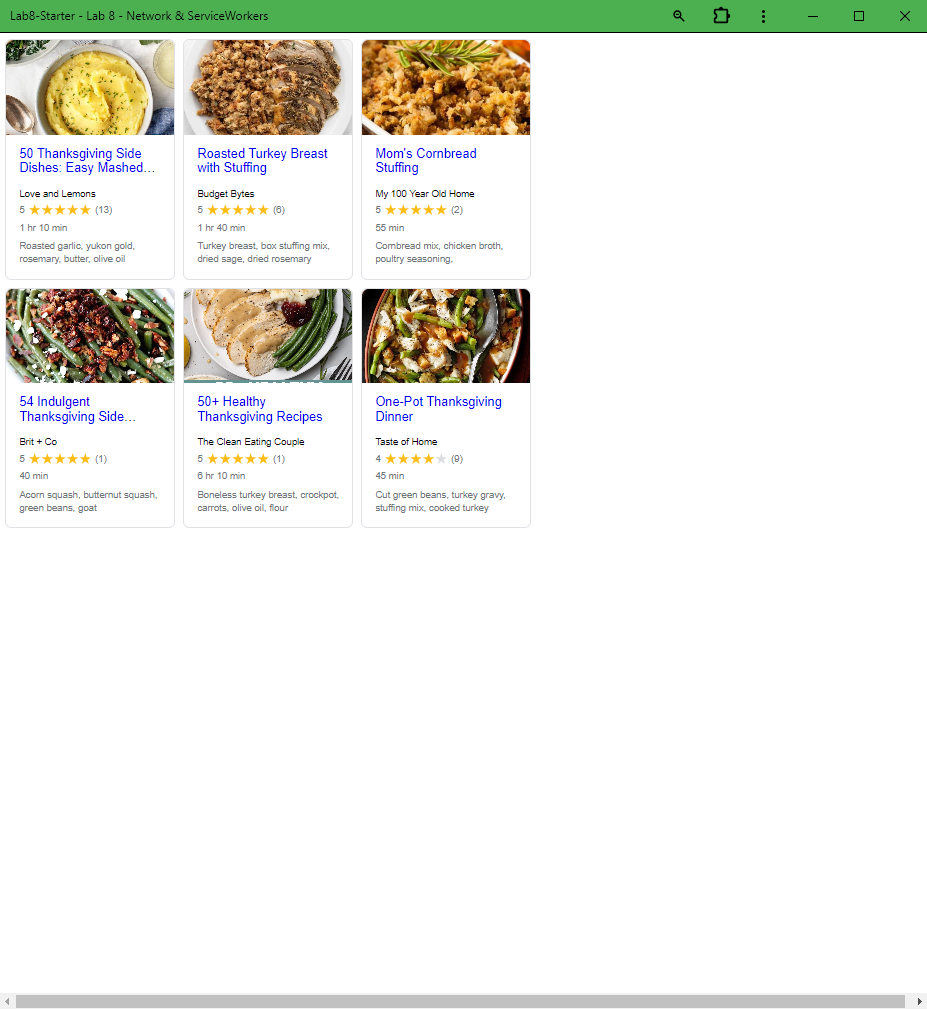 Lab8-Starter - Lab 8 - Network & ServiceWorkers
50 Thanksgiving Side
Dishes: Easy Mashed…
Love and Lemons
5 ★★★★★ (13)
1 hr 10 min
Roasted garlic, yukon gold,
rosemary, butter, olive oil
Roasted Turkey Breast
with Stuffing
Budget Bytes
5 ★★★★★ (6)
1 hr 40 min
Turkey breast, box stuffing mix,
dried sage, dried rosemary
Mom's Cornbread
Stuffing
My 100 Year Old Home
5 ★★★★★ (2)
55 min
Cornbread mix, chicken broth,
poultry seasoning,
54 Indulgent
Thanksgiving Side…
Brit + Co
5 ★★★★★ (1)
40 min
Acorn squash, butternut squash,
green beans, goat
50+ Healthy
Thanksgiving Recipes
The Clean Eating Couple
5 ★★★★★ (1)
6 hr 10 min
Boneless turkey breast, crockpot,
carrots, olive oil, flour
One-Pot Thanksgiving
Dinner
Taste of Home
4 ★★★★★ (9)
45 min
Cut green beans, turkey gravy,
stuffing mix, cooked turkey